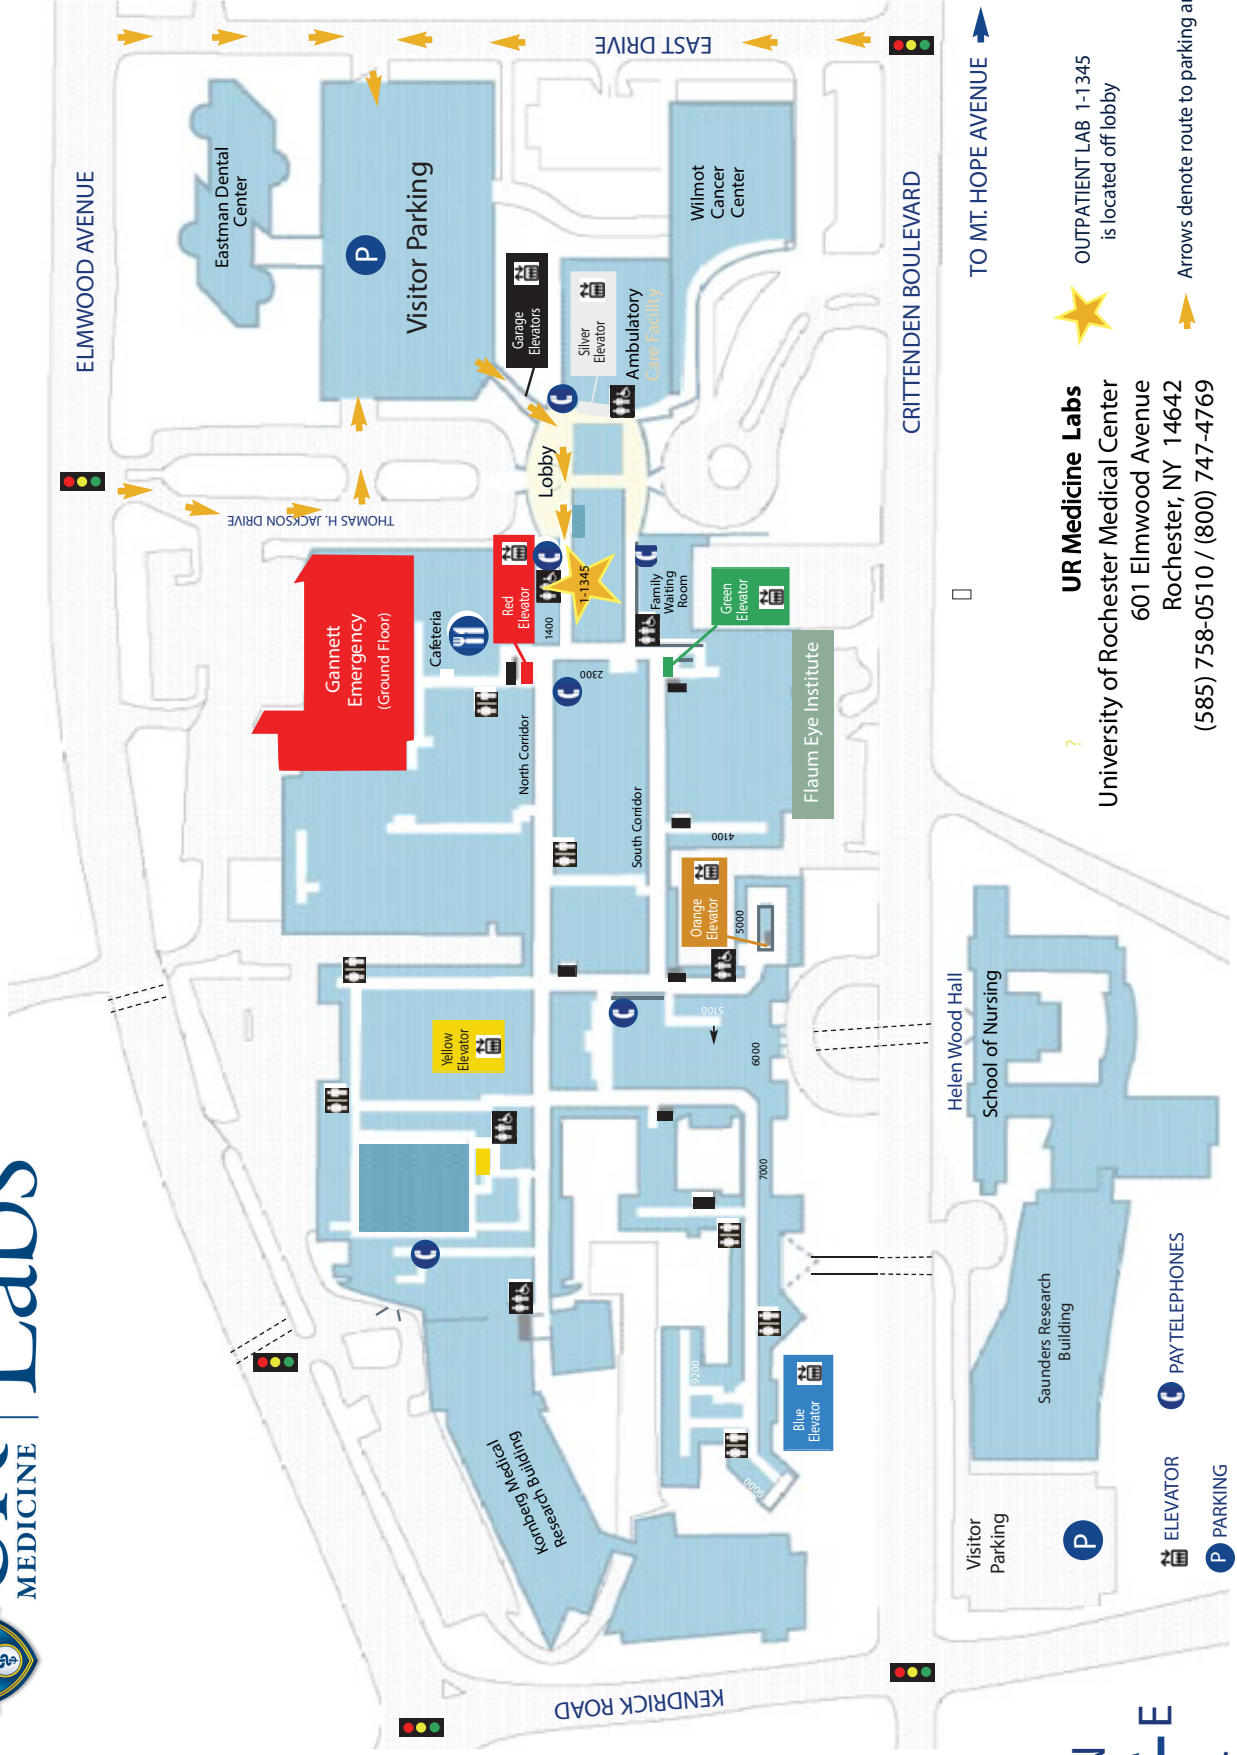 MEDICINE
Labs
ELMWOOD AVENUE
EAST DRIVE
THOMAS H. JACKSON DRIVE
KENDRICK ROAD
CRITTENDEN BOULEVARD
TO MT. HOPE AVENUE
Eastman Dental
Center
P
Visitor Parking
Garage
Elevators
Silver
Elevator
Ambulatory
Care Facility
Wilmot
Cancer
Center
Lobby
1-1345
Gannett
Emergency
(Ground Floor)
Cafeteria
Red
Elevator
1400
Family
Waiting
Room
Green
Elevator
2300
North Corridor
South Corridor
Flaum Eye Institute
4100
Orange
Elevator
5000
5100
6000
Yellow
Elevator
7000
9200
9000
Blue
Elevator
Kornberg Medical
Research Building
Helen Wood Hall
School of Nursing
Saunders Research
Building
Visitor
Parking
P
OUTPATIENT LAB 1-1345
is located off lobby
Arrows denote route to parking
UR Medicine Labs
University of Rochester Medical Center
601 Elmwood Avenue
Rochester, NY 14642
(585) 758-0510 / (800) 747-4769
?
ELEVATOR
PAY TELEPHONES
P PARKING